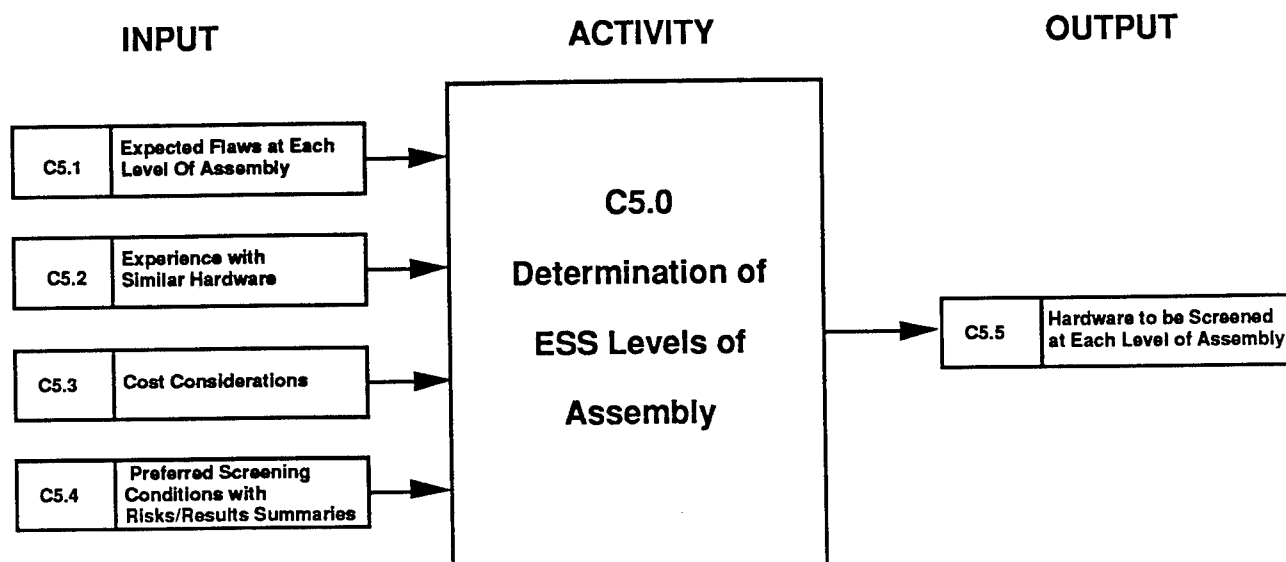 INPUT
ACTIVITY
OUTPUT
C5.1
Expected Flaws at Each
Level Of Assembly
C5.2
Experience with
Similar Hardware
C5.3
Cost Considerations
C5.4
Preferred Screening
Conditions with
Risks/Results Summaries
C5.0
Determination of
ESS Levels of
Assembly
C5.5
Hardware to be Screened
at Each Level of Assembly